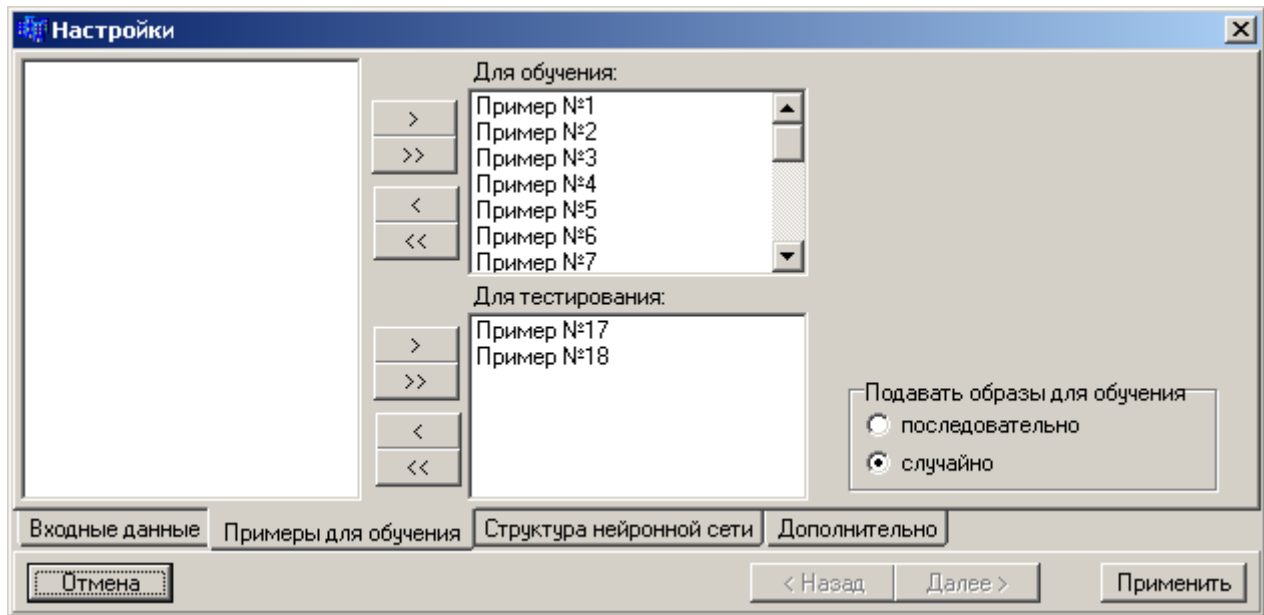 Настройки
Для обучения:
Пример №1
Пример №2
Пример №3
Пример №4
Пример №5
Пример №6
Пример №7
>
>>
<
<<
Для тестирования:
Пример №17
Пример №18
>
>>
<
<<
Подавать образы для обучения
последовательно
случайно
Входные данные Примеры для обучения Структура нейронной сети Дополнительно
Отмена < Назад Далее > Применить